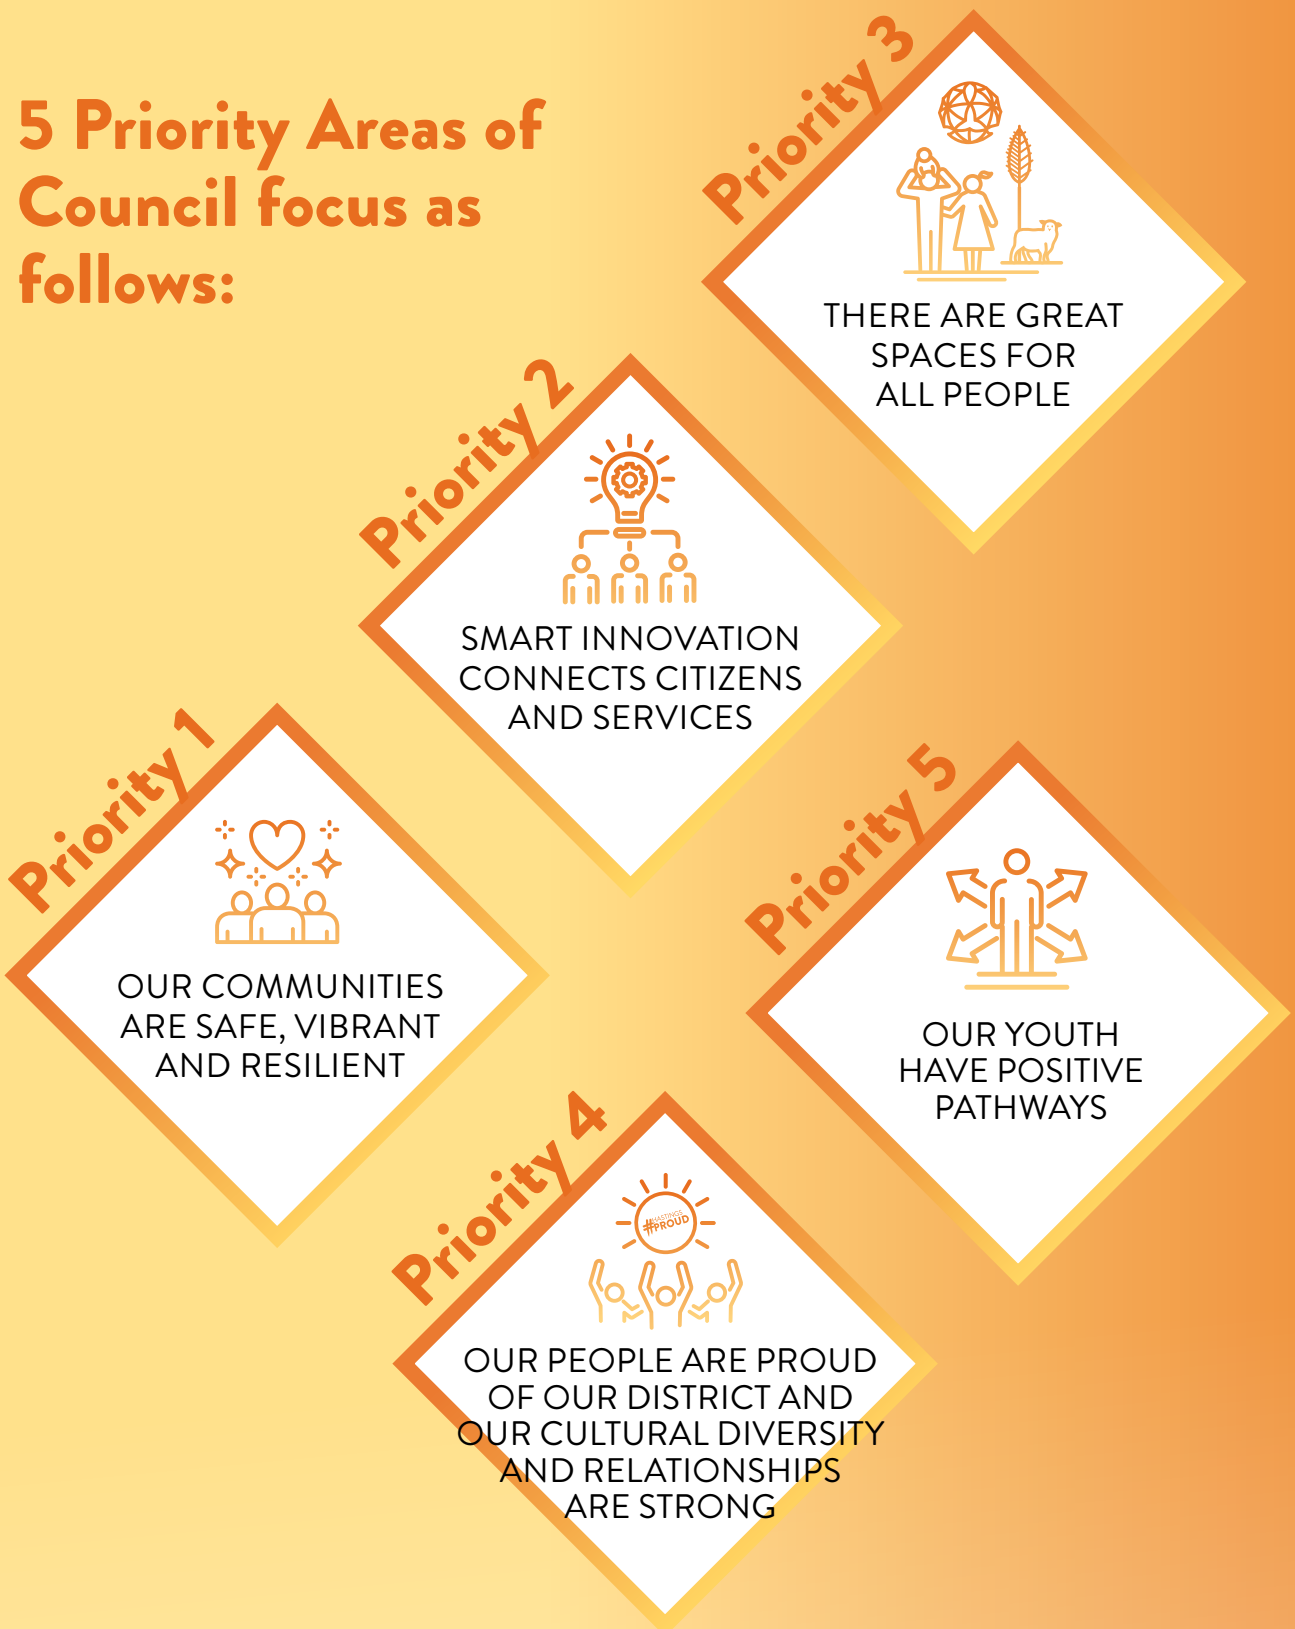 5 Priority Areas of
Council focus as
follows:
Priority 1
OUR COMMUNITIES
ARE SAFE, VIBRANT
AND RESILIENT
Priority 2
SMART INNOVATION
CONNECTS CITIZENS
AND SERVICES
Priority 3
THERE ARE GREAT
SPACES FOR
ALL PEOPLE
Priority 4
HASTINGS
#PROUD
OUR PEOPLE ARE PROUD
OF OUR DISTRICT AND
OUR CULTURAL DIVERSITY
AND RELATIONSHIPS
ARE STRONG
Priority 5
OUR YOUTH
HAVE POSITIVE
PATHWAYS